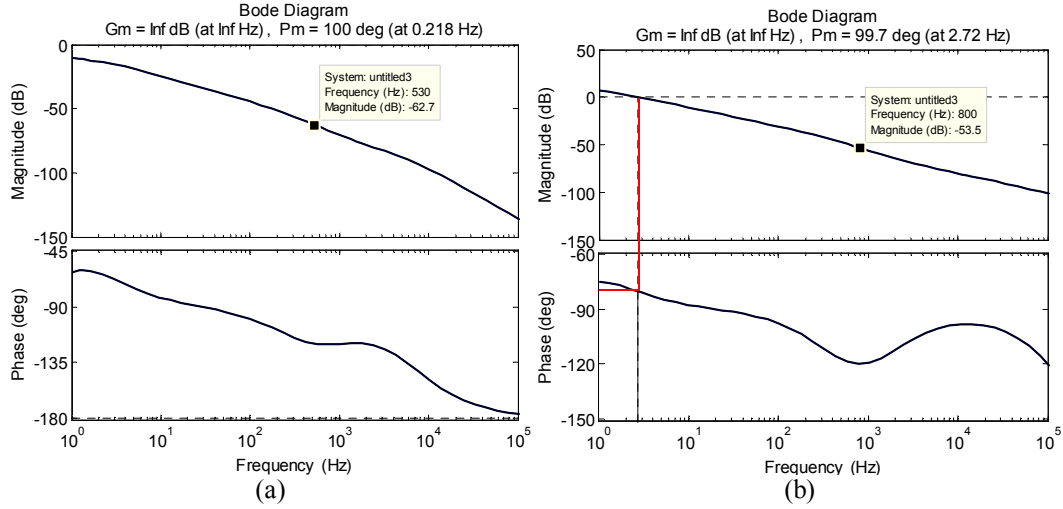 Bode Diagram
Gm = Inf dB (at Inf Hz) , Pm = 100 deg (at 0.218 Hz)
0
-50
-100
-150
Magnitude (dB)
System: untitled3
Frequency (Hz): 530
Magnitude (dB): -62.7
-45
-90
-135
-180
Phase (deg)
10^0
10^1
10^2
10^3
10^4
10^5
Frequency (Hz)
(a)
Bode Diagram
Gm = Inf dB (at Inf Hz) , Pm = 99.7 deg (at 2.72 Hz)
50
0
-50
-100
-150
Magnitude (dB)
System: untitled3
Frequency (Hz): 800
Magnitude (dB): -53.5
-60
-90
-120
-150
Phase (deg)
10^0
10^1
10^2
10^3
10^4
10^5
Frequency (Hz)
(b)